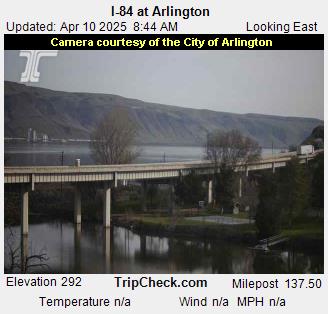 I-84 at Arlington
Updated: Apr 10 2025 8:44 AM Looking East
Camera courtesy of the City of Arlington
Elevation 292 TripCheck.com Milepost 137.50
Temperature n/a Wind n/a MPH n/a